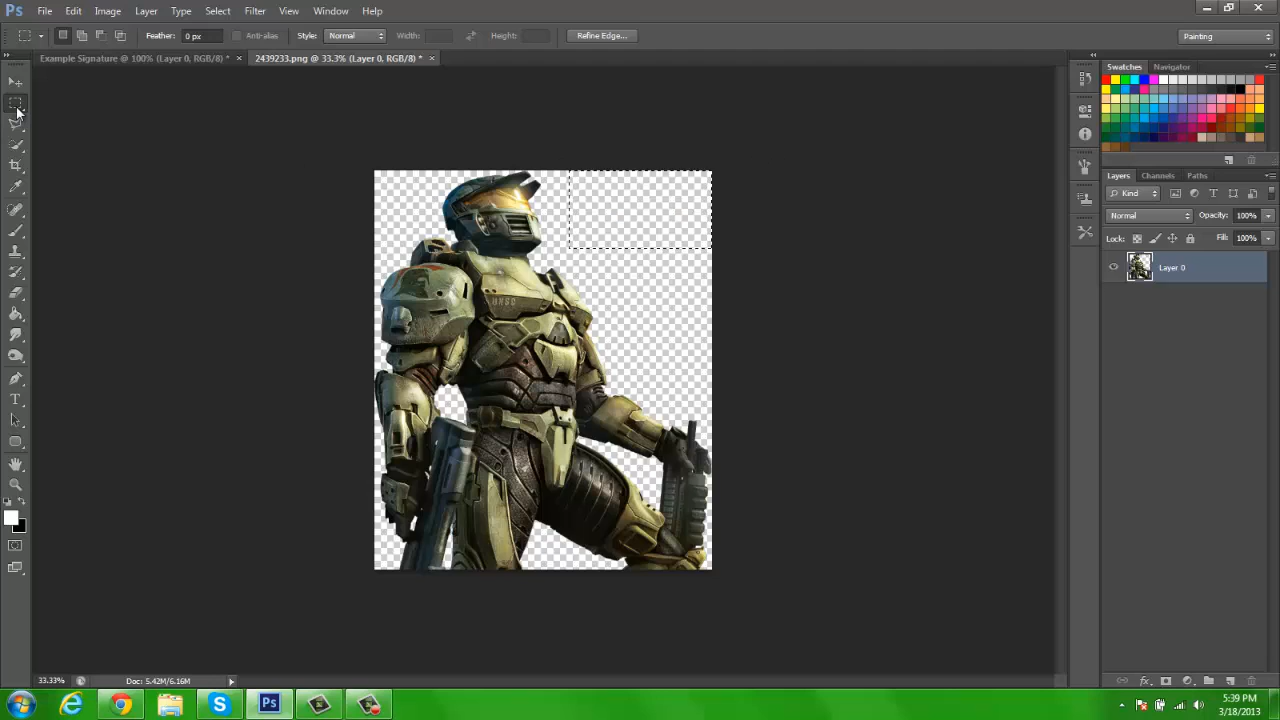 Ps File Edit Image Layer Type Select Filter View Window Help
Feather: 0 px Anti-alias Style: Normal Width: Height: Refine Edge... Painting
Example Signature @ 100% (Layer 0, RGB/8) * × 2439233.png @ 33.3% (Layer 0, RGB/8) * ×
Swatches Navigator
Layers Channels Paths
Kind
Normal Opacity: 100%
Lock: Fill: 100%
Layer 0
UNSC
33.33% Doc: 5.42M/6.16M
5:39 PM
3/18/2013